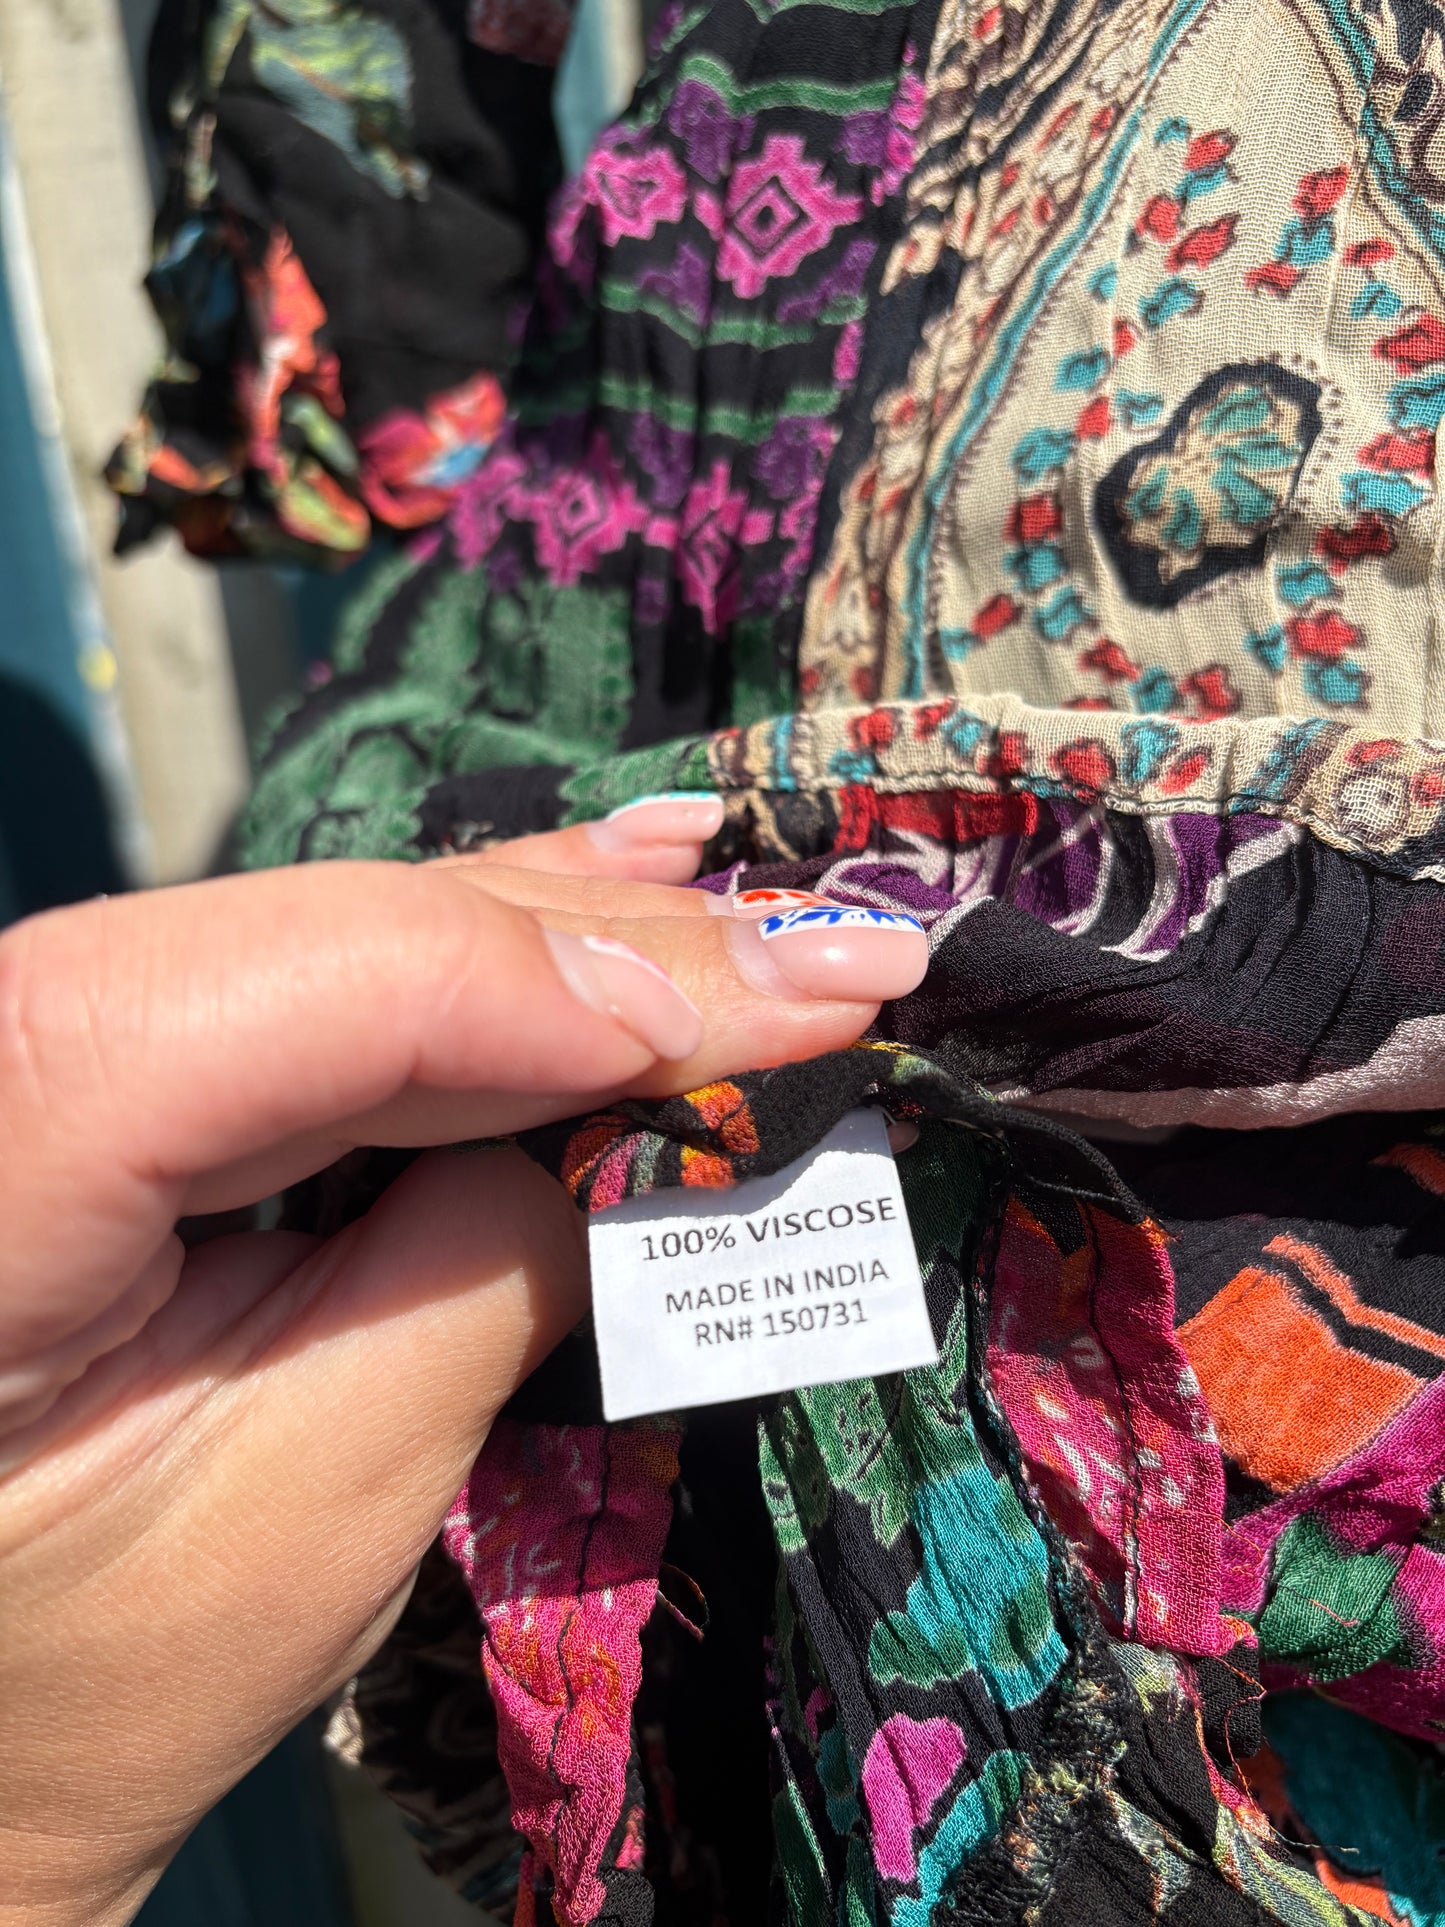 100% VISCOSE
MADE IN INDIA
RN# 150731